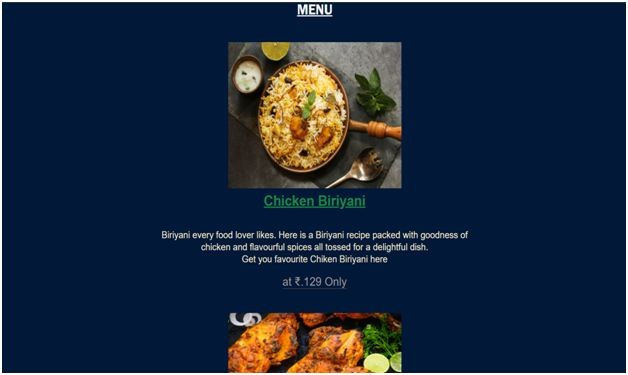 MENU
Chicken Biriyani
Biriyani every food lover likes. Here is a Biriyani recipe packed with goodness of
chicken and flavourful spices all tossed for a delightful dish.
Get you favourite Chiken Biriyani here
at ₹.129 Only